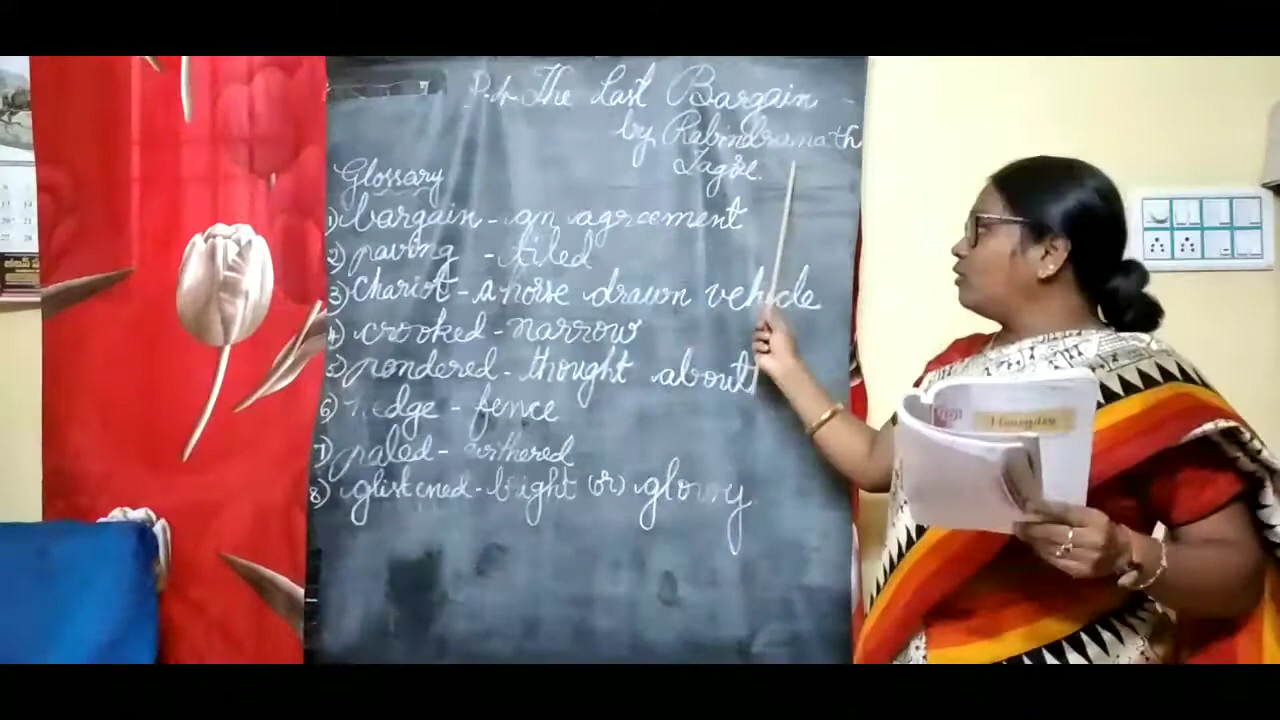 P-4 The Last Bargain
by Rabindranath
Tagore.
Glossary
1) bargain - an agreement
2) paving - tiled
3) Chariot - a horse drawn vehicle
4) crooked - narrow
5) pondered - thought about
6) hedge - fence
7) paled - withered
8) glistened - bright (or) glowy
Honeydew